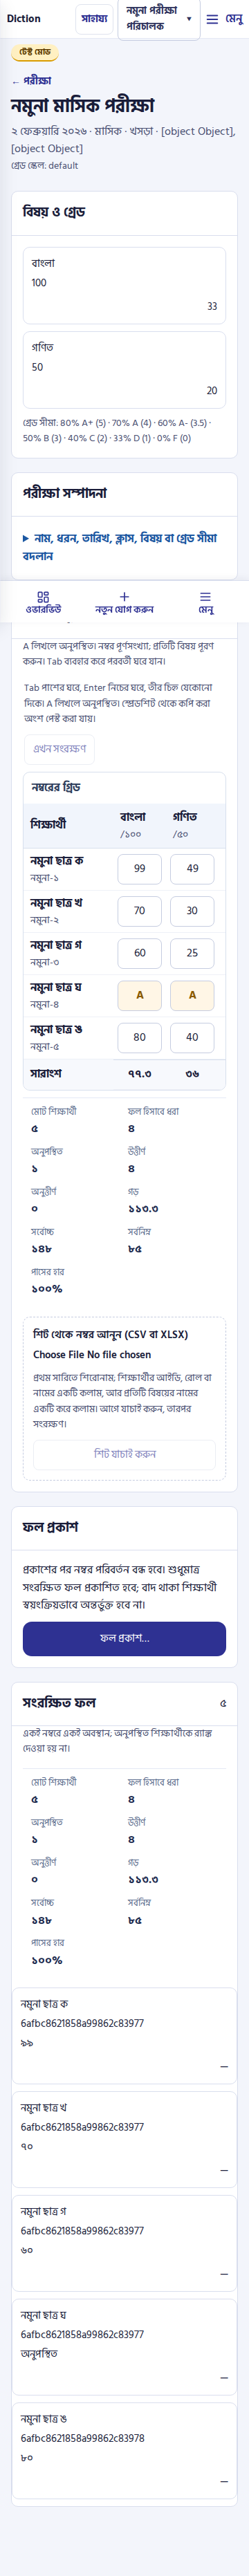 Diction
সাহায্য
নমুনা পরীক্ষা
পরিচালক
মেনু
টেস্ট মোড
← পরীক্ষা
নমুনা মাসিক পরীক্ষা
২ ফেব্রুয়ারি ২০২৬ · মাসিক · খসড়া · [object Object],
[object Object]
গ্রেড স্কেল: default
বিষয় ও গ্রেড
বাংলা
100
33
গণিত
50
20
গ্রেড সীমা: 80% A+ (5) · 70% A (4) · 60% A- (3.5) ·
50% B (3) · 40% C (2) · 33% D (1) · 0% F (0)
পরীক্ষা সম্পাদনা
নাম, ধরন, তারিখ, ক্লাস, বিষয় বা গ্রেড সীমা
বদলান
ওভারভিউ
নতুন যোগ করুন
মেনু
A লিখলে অনুপস্থিত। নম্বর পূর্ণসংখ্যা; প্রতিটি বিষয় পূরণ
করুন। Tab ব্যবহার করে পরবর্তী ঘরে যান।
Tab পাশের ঘরে, Enter নিচের ঘরে, তীর চিহ্ন যেকোনো
দিকে। A লিখলে অনুপস্থিত। স্প্রেডশিট থেকে কপি করা
অংশ পেস্ট করা যায়।
এখন সংরক্ষণ
নম্বরের গ্রিড
শিক্ষার্থী
বাংলা
/১০০
গণিত
/৫০
নমুনা ছাত্র ক
নমুনা-১
99
49
নমুনা ছাত্র খ
নমুনা-২
70
30
নমুনা ছাত্র গ
নমুনা-৩
60
25
নমুনা ছাত্র ঘ
নমুনা-৪
A
A
নমুনা ছাত্র ঙ
নমুনা-৫
80
40
সারাংশ
৭৭.৩
৩৬
মোট শিক্ষার্থী
৫
ফল হিসাবে ধরা
৪
অনুপস্থিত
১
উত্তীর্ণ
৪
অনুত্তীর্ণ
০
গড়
১১৩.৩
সর্বোচ্চ
১৪৮
সর্বনিম্ন
৮৫
পাসের হার
১০০%
শিট থেকে নম্বর আনুন (CSV বা XLSX)
Choose File No file chosen
প্রথম সারিতে শিরোনাম; শিক্ষার্থীর আইডি, রোল বা
নামের একটি কলাম, আর প্রতিটি বিষয়ের নামের
একটি করে কলাম। আগে যাচাই করুন, তারপর
সংরক্ষণ।
শিট যাচাই করুন
ফল প্রকাশ
প্রকাশের পর নম্বর পরিবর্তন বন্ধ হবে। শুধুমাত্র
সংরক্ষিত ফল প্রকাশিত হবে; বাদ থাকা শিক্ষার্থী
স্বয়ংক্রিয়ভাবে অন্তর্ভুক্ত হবে না।
ফল প্রকাশ...
সংরক্ষিত ফল
৫
একই নম্বরে একই অবস্থান; অনুপস্থিত শিক্ষার্থীকে র‍্যাঙ্ক
দেওয়া হয় না।
মোট শিক্ষার্থী
৫
ফল হিসাবে ধরা
৪
অনুপস্থিত
১
উত্তীর্ণ
৪
অনুত্তীর্ণ
০
গড়
১১৩.৩
সর্বোচ্চ
১৪৮
সর্বনিম্ন
৮৫
পাসের হার
১০০%
নমুনা ছাত্র ক
6afbc8621858a99862c83977
৯৯
—
নমুনা ছাত্র খ
6afbc8621858a99862c83977
৭০
—
নমুনা ছাত্র গ
6afbc8621858a99862c83977
৬০
—
নমুনা ছাত্র ঘ
6afbc8621858a99862c83977
অনুপস্থিত
—
নমুনা ছাত্র ঙ
6afbc8621858a99862c83978
৮০
—